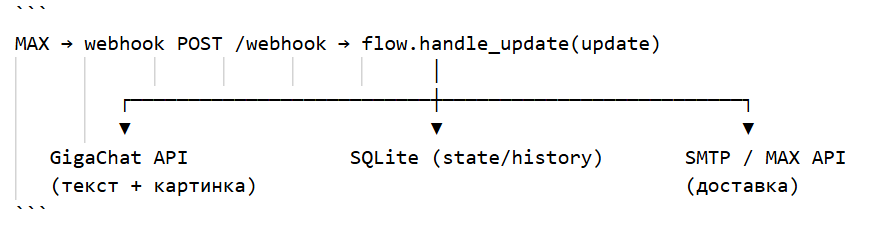 ```
MAX → webhook POST /webhook → flow.handle_update(update)
GigaChat API SQLite (state/history) SMTP / MAX API
(текст + картинка) (доставка)
```